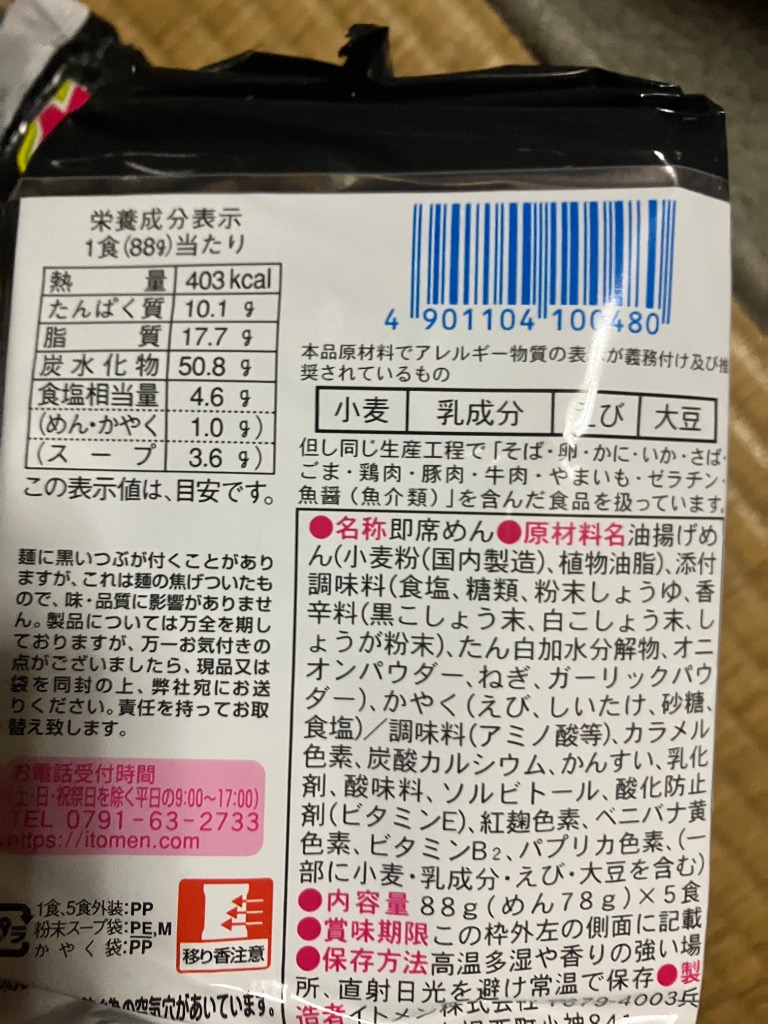 栄養成分表示
1食(88g)当たり
熱量 403kcal
たんぱく質 10.1g
脂質 17.7g
炭水化物 50.8g
食塩相当量 4.6g
(めん・かやく 1.0g)
(スープ 3.6g)
この表示値は、目安です。
麺に黒いつぶが付くことがあり
ますが、これは麺の焦げついたも
ので、味・品質に影響がありませ
ん。製品については万全を期し
ておりますが、万一お気付きの
点がございましたら、現品又は
袋を同封の上、弊社宛にお送
りください。責任を持ってお取
替え致します。
お電話受付時間
(土・日・祝祭日を除く平日の9:00〜17:00)
TEL 0791-63-2733
https://itomen.com
プラ
1食、5食外装:PP
粉末スープ袋:PE,M
かやく袋:PP
移り香注意
の空気穴があいています。
4 901104 100480
本品原材料でアレルギー物質の表示が義務付け及び推
奨されているもの
小麦 乳成分 えび 大豆
但し同じ生産工程で「そば・卵・かに・いか・さば・
ごま・鶏肉・豚肉・牛肉・やまいも・ゼラチン・
魚醤(魚介類)」を含んだ食品を扱っています。
●名称即席めん●原材料名油揚げめ
ん(小麦粉(国内製造)、植物油脂)、添付
調味料(食塩、糖類、粉末しょうゆ、香
辛料(黒こしょう末、白こしょう末、し
ょうが粉末)、たん白加水分解物、オニ
オンパウダー、ねぎ、ガーリックパウ
ダー)、かやく(えび、しいたけ、砂糖、
食塩)/調味料(アミノ酸等)、カラメル
色素、炭酸カルシウム、かんすい、乳化
剤、酸味料、ソルビトール、酸化防止
剤(ビタミンE)、紅麹色素、ベニバナ黄
色素、ビタミンB₂、パプリカ色素、(一
部に小麦・乳成分・えび・大豆を含む)
●内容量88g(めん78g)×5食
●賞味期限この枠外左の側面に記載
●保存方法高温多湿や香りの強い場
所、直射日光を避け常温で保存●製
造者イトメン株式会社 〒679-4003兵